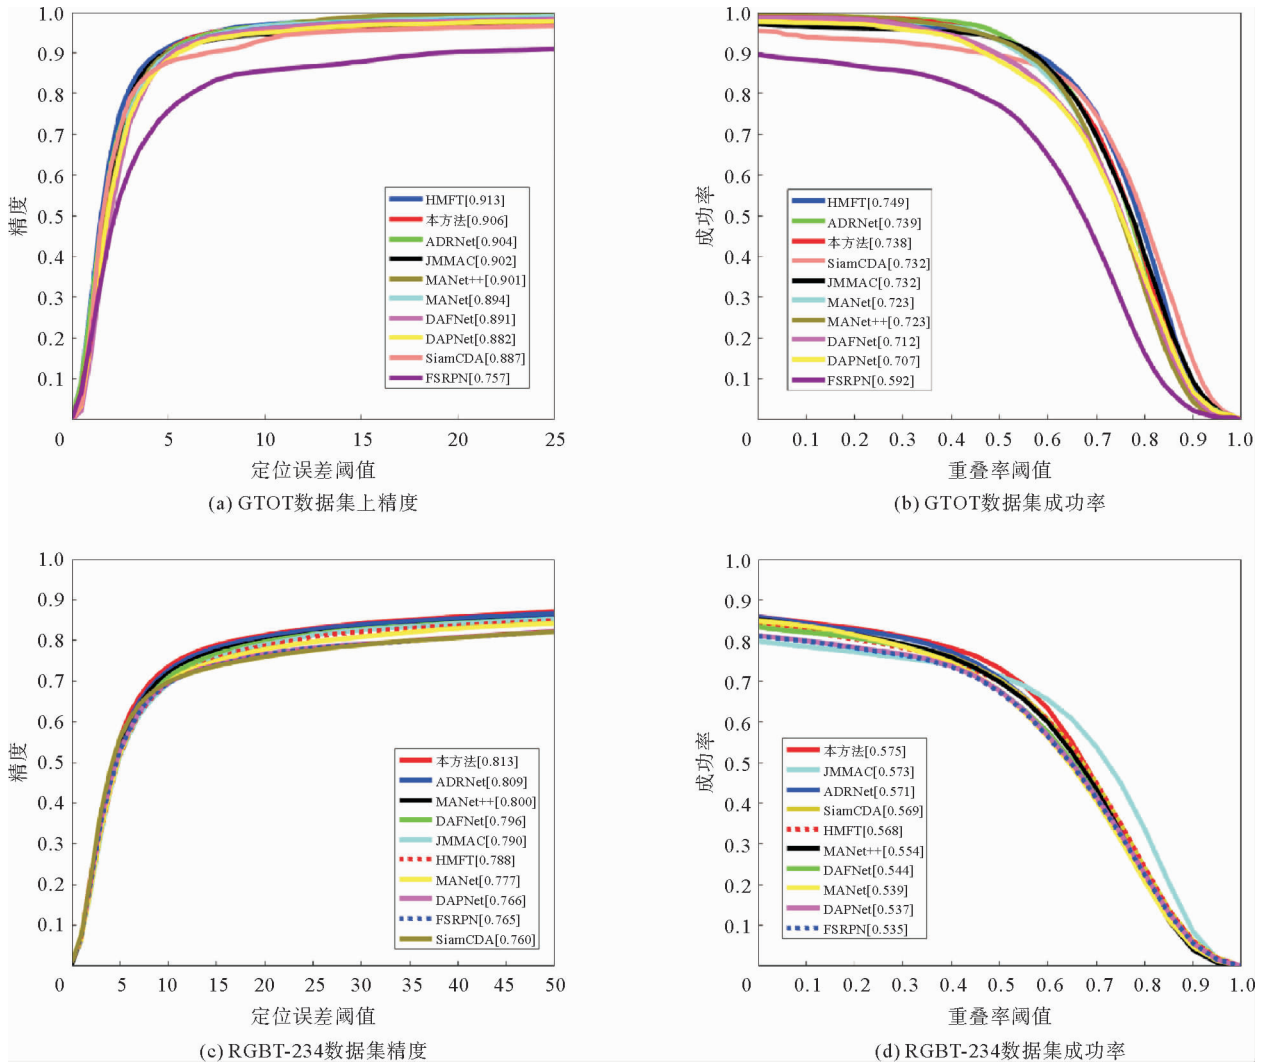 1.0
0.9
0.8
0.7
0.6
0.5
0.4
0.3
0.2
0.1
精度
HMFT[0.913]
本方法[0.906]
ADRNet[0.904]
JMMAC[0.902]
MANet++[0.901]
MANet[0.894]
DAFNet[0.891]
DAPNet[0.882]
SiamCDA[0.887]
FSRPN[0.757]
0 5 10 15 20 25
定位误差阈值
(a) GTOT数据集上精度
1.0
0.9
0.8
0.7
0.6
0.5
0.4
0.3
0.2
0.1
成功率
HMFT[0.749]
ADRNet[0.739]
本方法[0.738]
SiamCDA[0.732]
JMMAC[0.732]
MANet[0.723]
MANet++[0.723]
DAFNet[0.712]
DAPNet[0.707]
FSRPN[0.592]
0 0.1 0.2 0.3 0.4 0.5 0.6 0.7 0.8 0.9 1.0
重叠率阈值
(b) GTOT数据集成功率
1.0
0.9
0.8
0.7
0.6
0.5
0.4
0.3
0.2
0.1
精度
本方法[0.813]
ADRNet[0.809]
MANet++[0.800]
DAFNet[0.796]
JMMAC[0.790]
HMFT[0.788]
MANet[0.777]
DAPNet[0.766]
FSRPN[0.765]
SiamCDA[0.760]
0 5 10 15 20 25 30 35 40 45 50
定位误差阈值
(c) RGBT-234数据集精度
1.0
0.9
0.8
0.7
0.6
0.5
0.4
0.3
0.2
0.1
成功率
本方法[0.575]
JMMAC[0.573]
ADRNet[0.571]
SiamCDA[0.569]
HMFT[0.568]
MANet++[0.554]
DAFNet[0.544]
MANet[0.539]
DAPNet[0.537]
FSRPN[0.535]
0 0.1 0.2 0.3 0.4 0.5 0.6 0.7 0.8 0.9 1.0
重叠率阈值
(d) RGBT-234数据集成功率